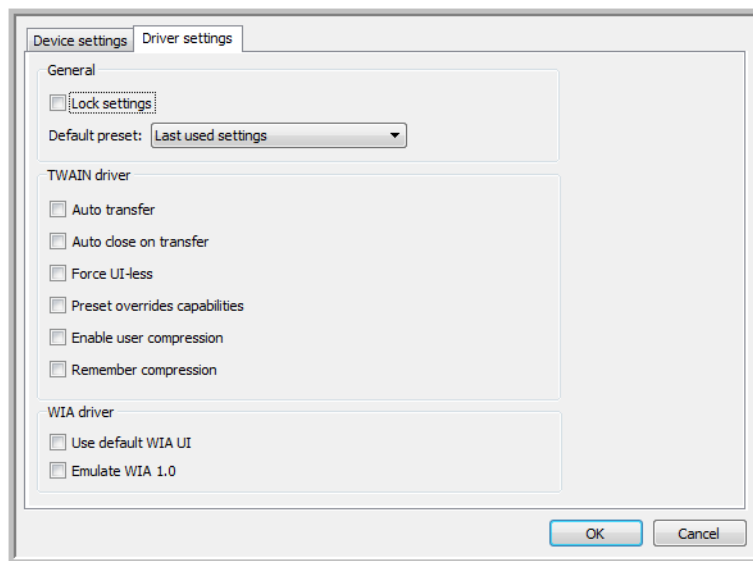 Device settings Driver settings
General
Lock settings
Default preset: Last used settings
TWAIN driver
Auto transfer
Auto close on transfer
Force UI-less
Preset overrides capabilities
Enable user compression
Remember compression
WIA driver
Use default WIA UI
Emulate WIA 1.0
OK Cancel